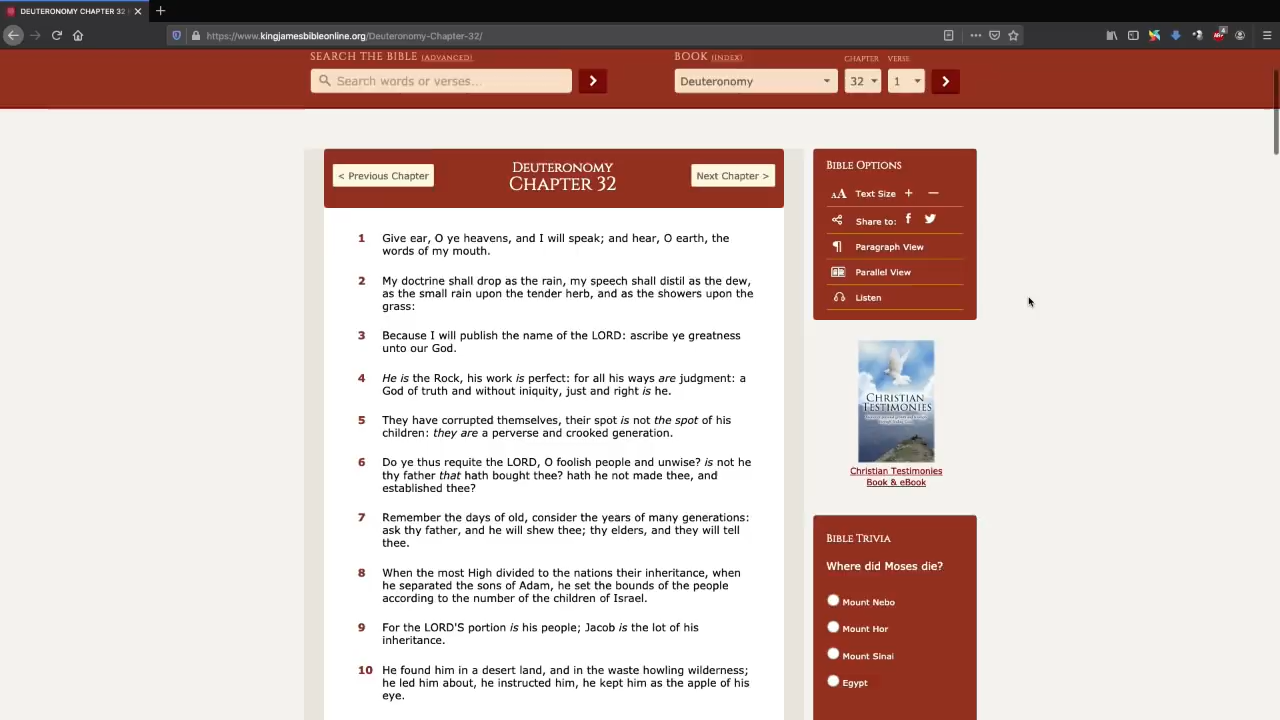 DEUTERONOMY CHAPTER 32 
https://www.kingjamesbibleonline.org/Deuteronomy-Chapter-32/
SEARCH THE BIBLE (ADVANCED)
Search words or verses...
BOOK (INDEX)
CHAPTER
VERSE
Deuteronomy
32
1
< Previous Chapter
DEUTERONOMY
CHAPTER 32
Next Chapter >
1 Give ear, O ye heavens, and I will speak; and hear, O earth, the
words of my mouth.
2 My doctrine shall drop as the rain, my speech shall distil as the dew,
as the small rain upon the tender herb, and as the showers upon the
grass:
3 Because I will publish the name of the LORD: ascribe ye greatness
unto our God.
4 He is the Rock, his work is perfect: for all his ways are judgment: a
God of truth and without iniquity, just and right is he.
5 They have corrupted themselves, their spot is not the spot of his
children: they are a perverse and crooked generation.
6 Do ye thus requite the LORD, O foolish people and unwise? is not he
thy father that hath bought thee? hath he not made thee, and
established thee?
7 Remember the days of old, consider the years of many generations:
ask thy father, and he will shew thee; thy elders, and they will tell
thee.
8 When the most High divided to the nations their inheritance, when
he separated the sons of Adam, he set the bounds of the people
according to the number of the children of Israel.
9 For the LORD'S portion is his people; Jacob is the lot of his
inheritance.
10 He found him in a desert land, and in the waste howling wilderness;
he led him about, he instructed him, he kept him as the apple of his
eye.
BIBLE OPTIONS
AA Text Size + —
Share to:
Paragraph View
Parallel View
Listen
CHRISTIAN
TESTIMONIES
Christian Testimonies
Book & eBook
BIBLE TRIVIA
Where did Moses die?
Mount Nebo
Mount Hor
Mount Sinai
Egypt